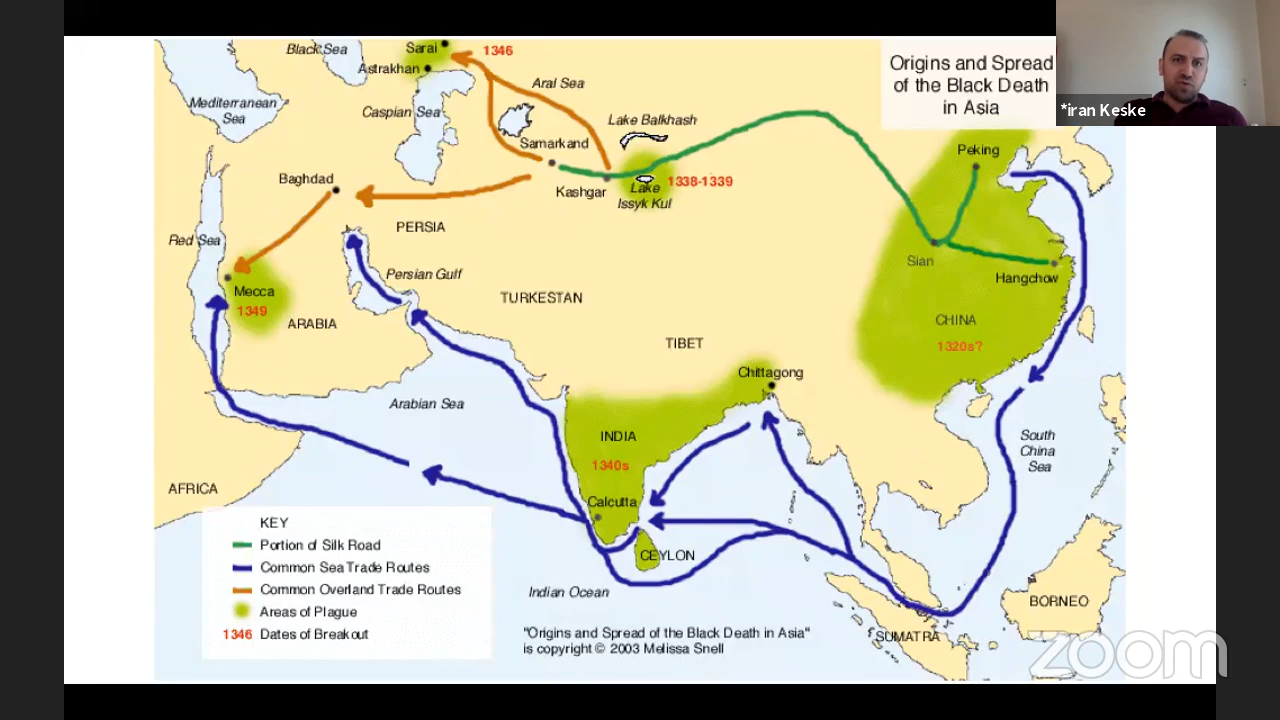 Origins and Spread
of the Black Death
in Asia
*iran Keske
Black Sea
Sarai
1346
Astrakhan
Aral Sea
Mediterranean
Sea
Caspian Sea
Lake Balkhash
Samarkand
Peking
Baghdad
Kashgar
Lake
Issyk Kul
1338-1339
PERSIA
Red Sea
Sian
Persian Gulf
Hangchow
Mecca
1349
TURKESTAN
ARABIA
CHINA
1320s?
TIBET
Chittagong
Arabian Sea
INDIA
1340s
South
China
Sea
AFRICA
Calcutta
CEYLON
Indian Ocean
BORNEO
SUMATRA
KEY
Portion of Silk Road
Common Sea Trade Routes
Common Overland Trade Routes
Areas of Plague
1346 Dates of Breakout
"Origins and Spread of the Black Death in Asia"
is copyright © 2003 Melissa Snell
zoom